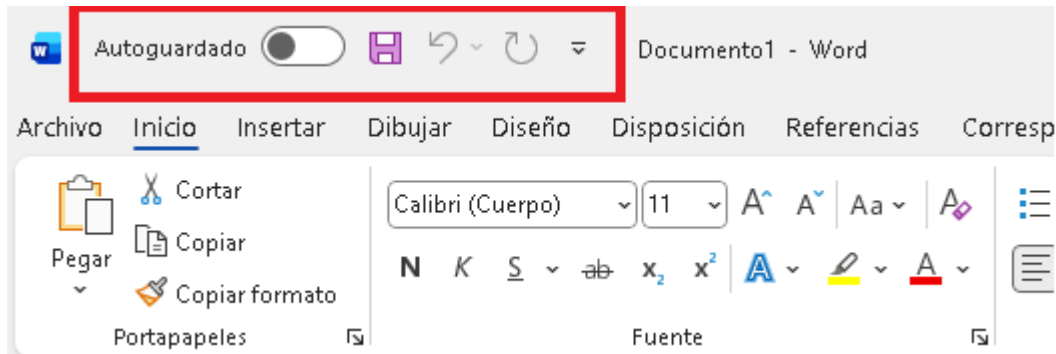 Autoguardado Documento1 - Word
Archivo Inicio Insertar Dibujar Diseño Disposición Referencias Corresp
Pegar
Cortar
Copiar
Copiar formato
Portapapeles
Calibri (Cuerpo) 11 A A Aa A
N K S ab x₂ x² A A
Fuente